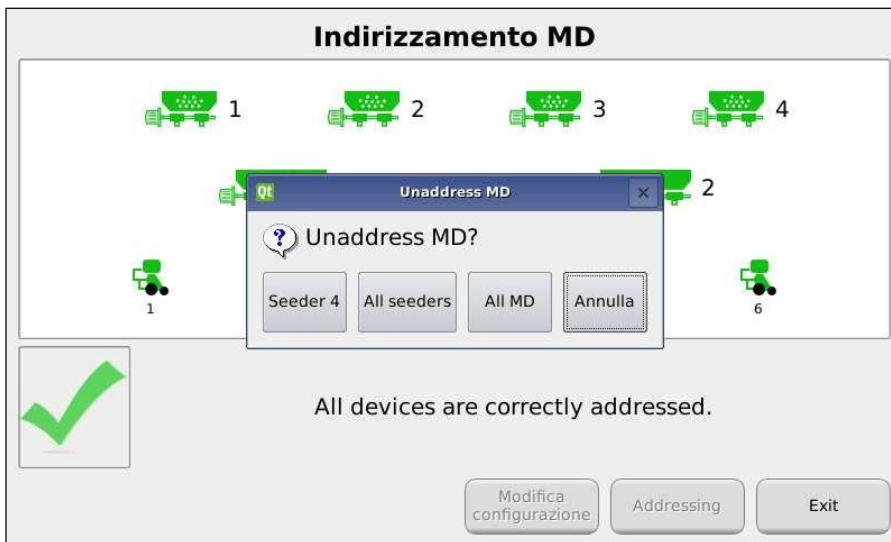 Indirizzamento MD
1 2 3 4
Qt Unaddress MD
2
Unaddress MD?
Seeder 4 All seeders All MD Annulla
1 6
All devices are correctly addressed.
Modifica
configurazione Addressing Exit